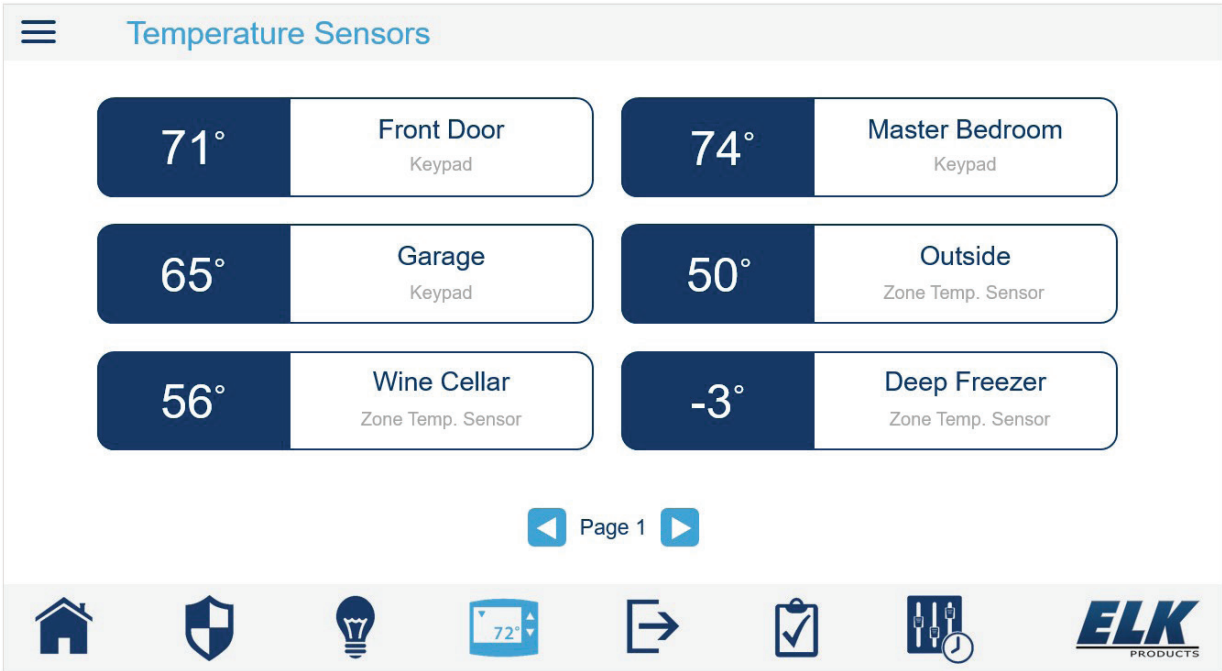 Temperature Sensors
71° Front Door
Keypad
74° Master Bedroom
Keypad
65° Garage
Keypad
50° Outside
Zone Temp. Sensor
56° Wine Cellar
Zone Temp. Sensor
-3° Deep Freezer
Zone Temp. Sensor
Page 1
72°
ELK
PRODUCTS